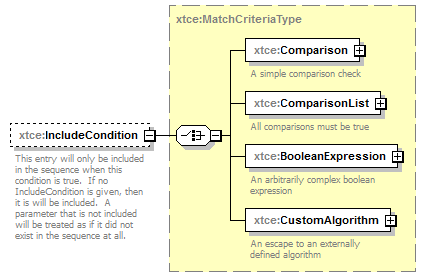 xtce:MatchCriteriaType
xtce:Comparison
A simple comparison check
xtce:ComparisonList
All comparisons must be true
xtce:IncludeCondition
This entry will only be included
in the sequence when this
condition is true.  If no
IncludeCondition is given, then
it is will be included.  A
parameter that is not included
will be treated as if it did not
exist in the sequence at all.
xtce:BooleanExpression
An arbitrarily complex boolean
expression
xtce:CustomAlgorithm
An escape to an externally
defined algorithm